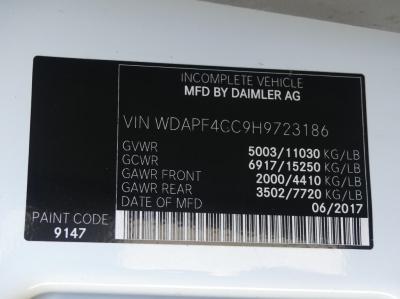 INCOMPLETE VEHICLE
MFD BY DAIMLER AG
VIN WDAPF4CC9H9723186
GVWR 5003/11030 KG/LB
GCWR 6917/15250 KG/LB
GAWR FRONT 2000/4410 KG/LB
GAWR REAR 3502/7720 KG/LB
DATE OF MFD 06/2017
PAINT CODE
9147